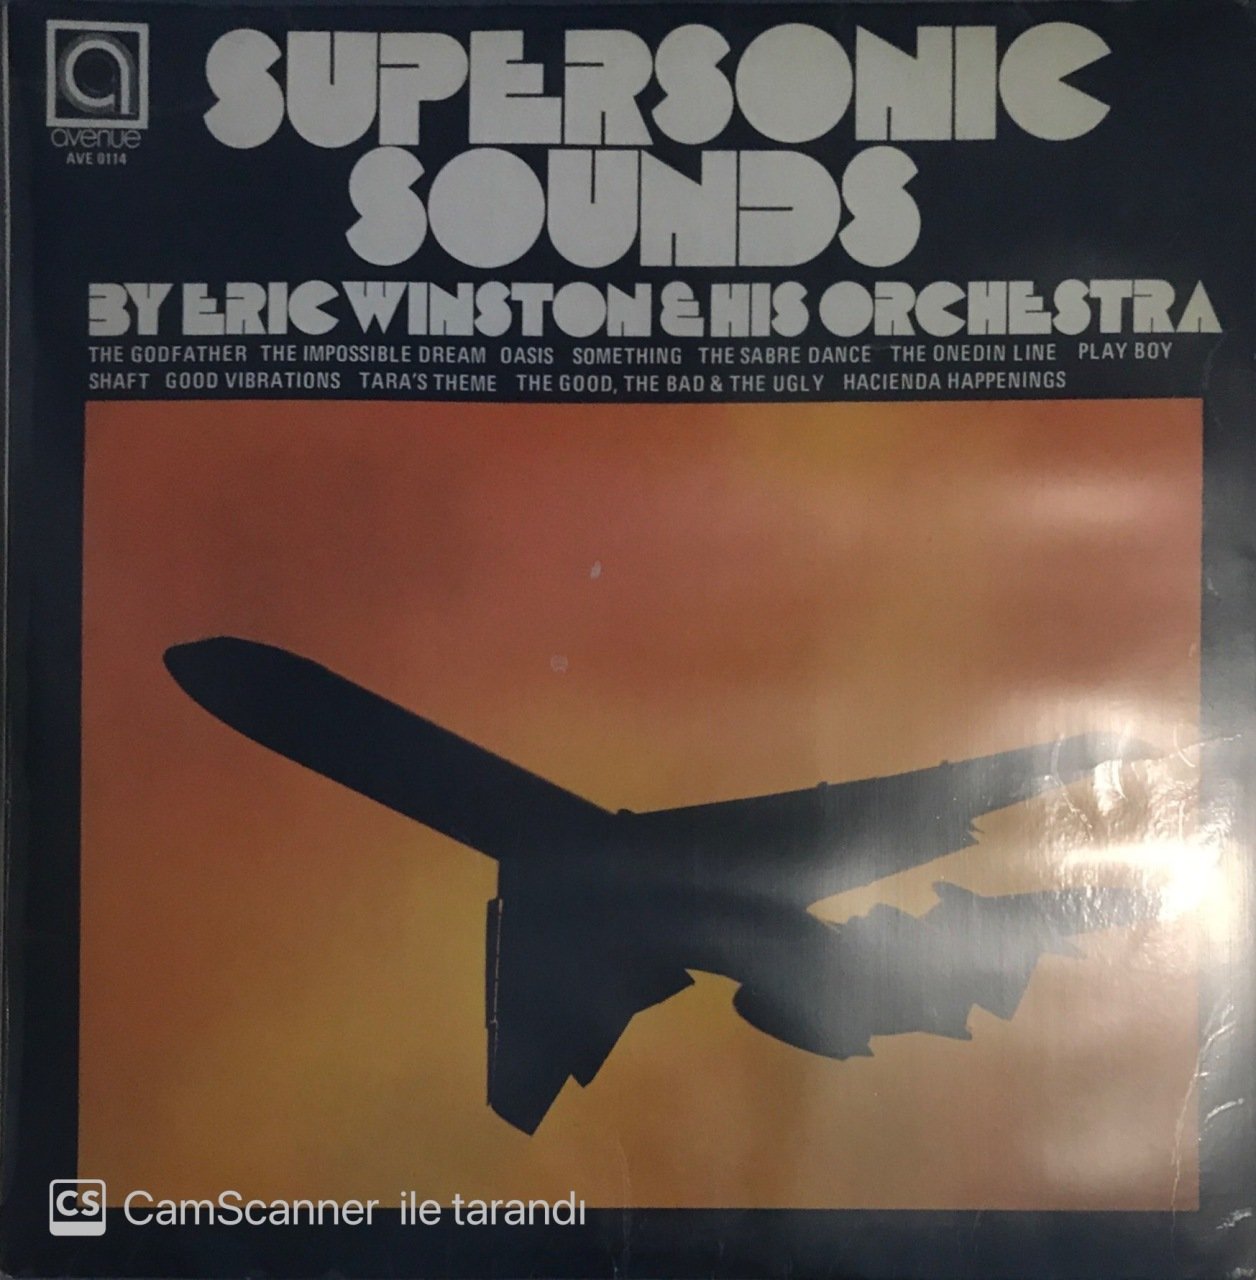 a
avenue
AVE 0114
SUPERSONIC
SOUNDS
BY ERIC WINSTON & HIS ORCHESTRA
THE GODFATHER THE IMPOSSIBLE DREAM OASIS SOMETHING THE SABRE DANCE THE ONEDIN LINE PLAY BOY
SHAFT GOOD VIBRATIONS TARA'S THEME THE GOOD, THE BAD & THE UGLY HACIENDA HAPPENINGS
CS CamScanner ile tarandı